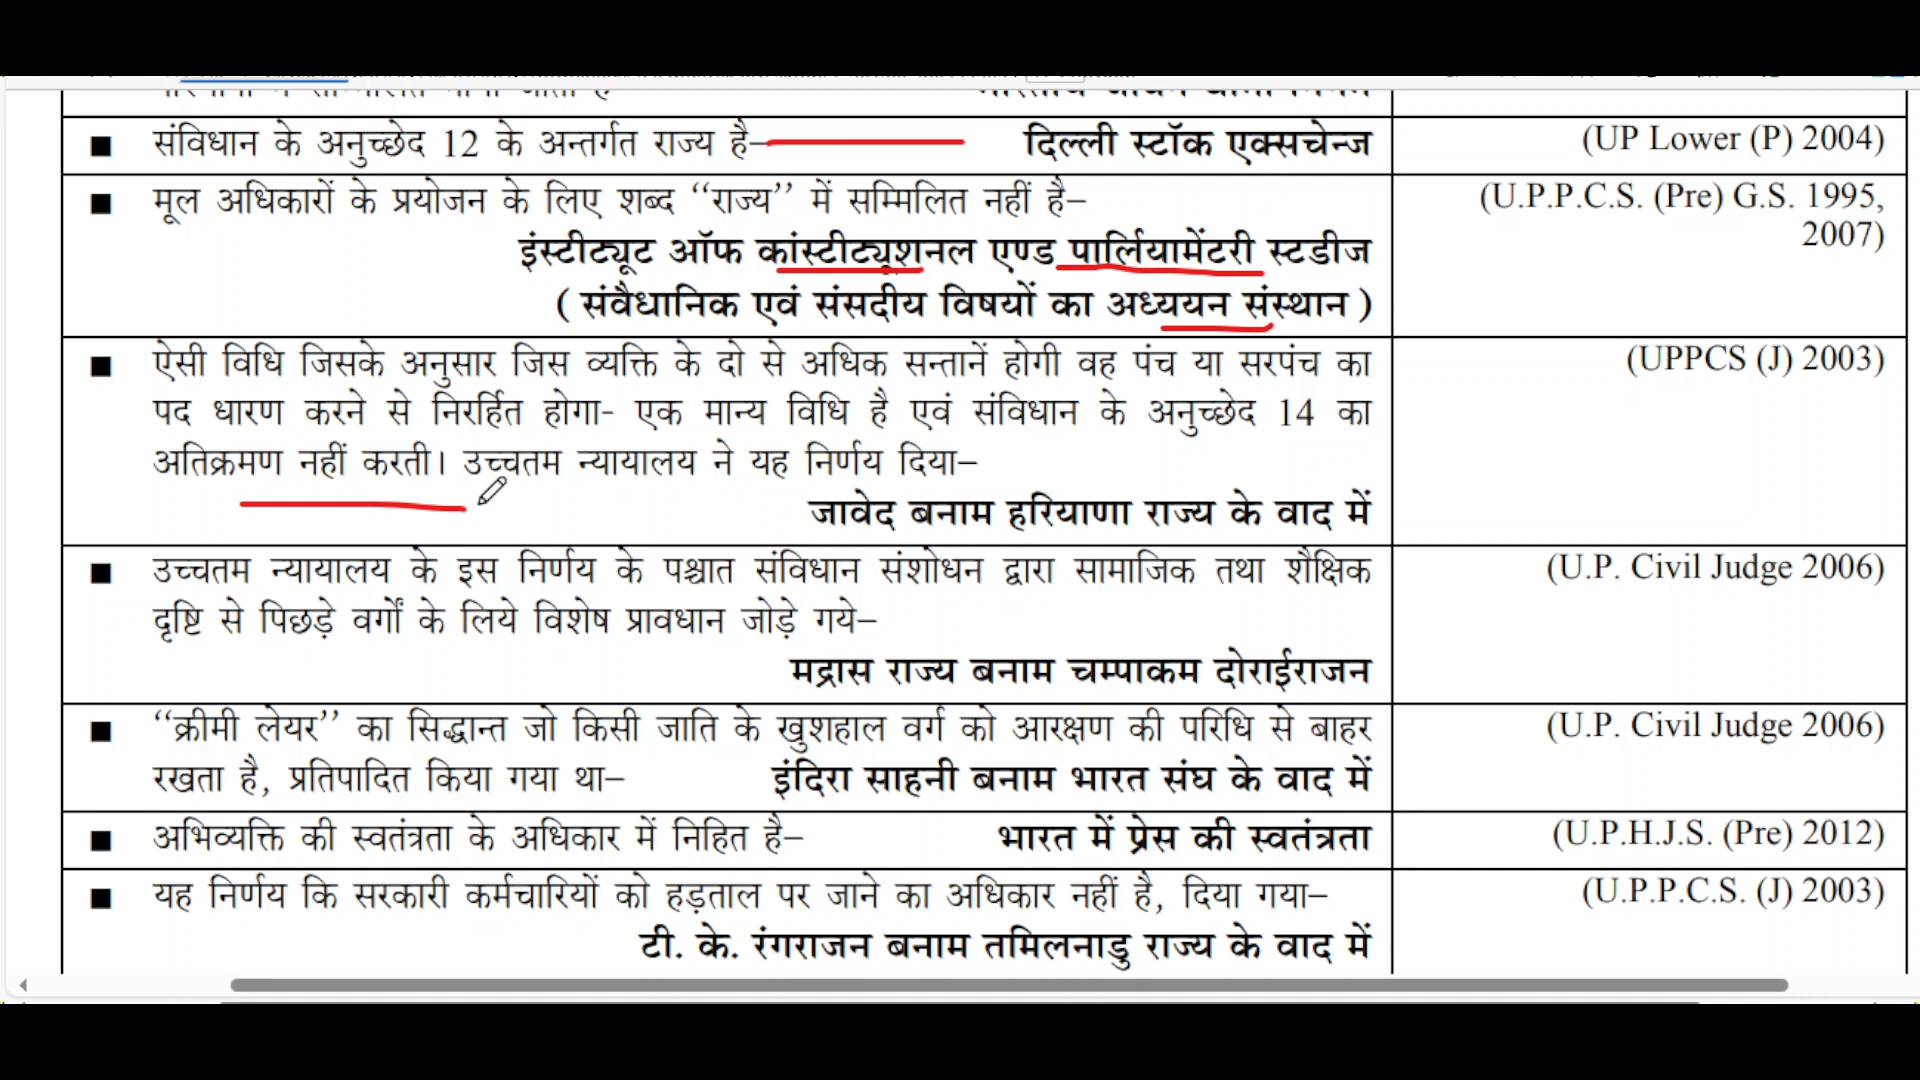 ■ संविधान के अनुच्छेद 12 के अन्तर्गत राज्य है– दिल्ली स्टॉक एक्सचेन्ज (UP Lower (P) 2004)
■ मूल अधिकारों के प्रयोजन के लिए शब्द ‘‘राज्य’’ में सम्मिलित नहीं है– (U.P.P.C.S. (Pre) G.S. 1995,
2007)
इंस्टीट्यूट ऑफ कांस्टीट्यूशनल एण्ड पार्लियामेंटरी स्टडीज
( संवैधानिक एवं संसदीय विषयों का अध्ययन संस्थान )
■ ऐसी विधि जिसके अनुसार जिस व्यक्ति के दो से अधिक सन्तानें होगी वह पंच या सरपंच का (UPPCS (J) 2003)
पद धारण करने से निरर्हित होगा- एक मान्य विधि है एवं संविधान के अनुच्छेद 14 का
अतिक्रमण नहीं करती। उच्चतम न्यायालय ने यह निर्णय दिया–
जावेद बनाम हरियाणा राज्य के वाद में
■ उच्चतम न्यायालय के इस निर्णय के पश्चात संविधान संशोधन द्वारा सामाजिक तथा शैक्षिक (U.P. Civil Judge 2006)
दृष्टि से पिछड़े वर्गों के लिये विशेष प्रावधान जोड़े गये–
मद्रास राज्य बनाम चम्पाकम दोराईराजन
■ ‘‘क्रीमी लेयर’’ का सिद्धान्त जो किसी जाति के खुशहाल वर्ग को आरक्षण की परिधि से बाहर (U.P. Civil Judge 2006)
रखता है, प्रतिपादित किया गया था– इंदिरा साहनी बनाम भारत संघ के वाद में
■ अभिव्यक्ति की स्वतंत्रता के अधिकार में निहित है– भारत में प्रेस की स्वतंत्रता (U.P.H.J.S. (Pre) 2012)
■ यह निर्णय कि सरकारी कर्मचारियों को हड़ताल पर जाने का अधिकार नहीं है, दिया गया– (U.P.P.C.S. (J) 2003)
टी. के. रंगराजन बनाम तमिलनाडु राज्य के वाद में